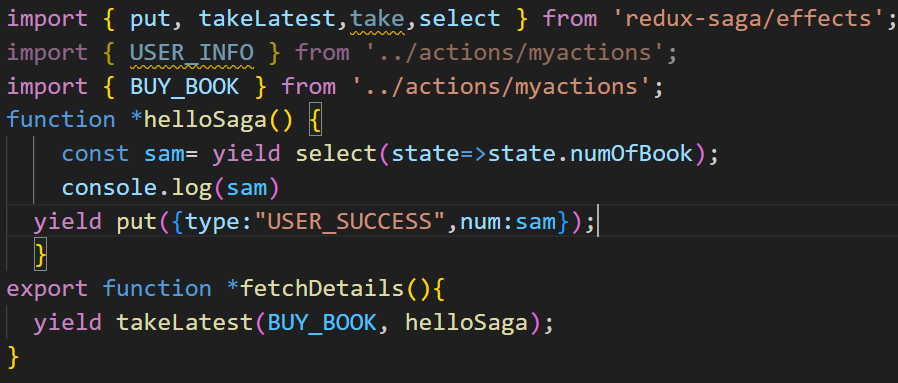 import { put, takeLatest,take,select } from 'redux-saga/effects';
import { USER_INFO } from '../actions/myactions';
import { BUY_BOOK } from '../actions/myactions';
function *helloSaga() {
    const sam= yield select(state=>state.numOfBook);
    console.log(sam)
  yield put({type:"USER_SUCCESS",num:sam});
  }
export function *fetchDetails(){
  yield takeLatest(BUY_BOOK, helloSaga);
}